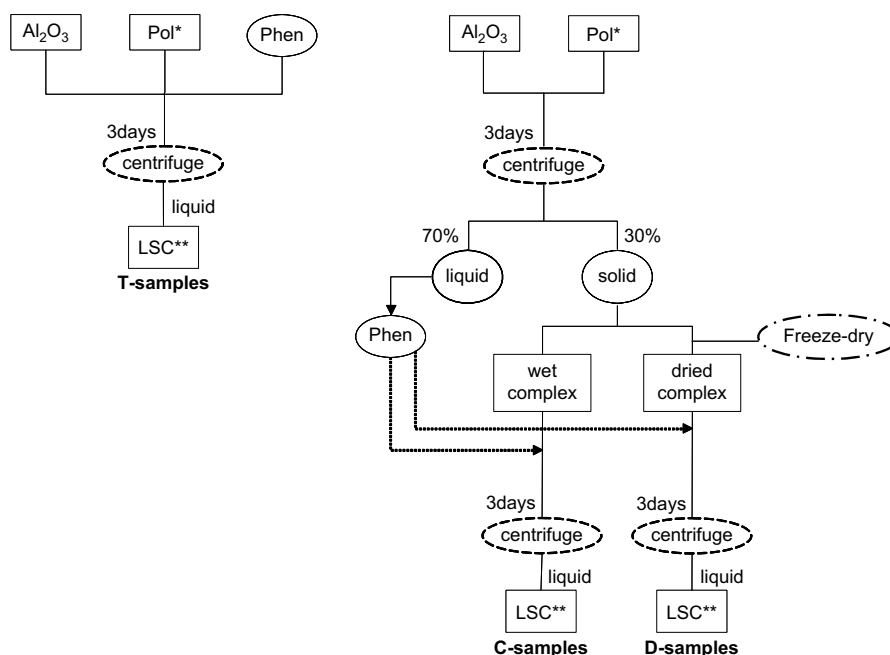 Al₂O₃
Pol*
Phen
3days
centrifuge
liquid
LSC**
T-samples
Al₂O₃
Pol*
3days
centrifuge
70%
30%
liquid
solid
Phen
Freeze-dry
wet
complex
dried
complex
3days
centrifuge
liquid
LSC**
C-samples
3days
centrifuge
liquid
LSC**
D-samples